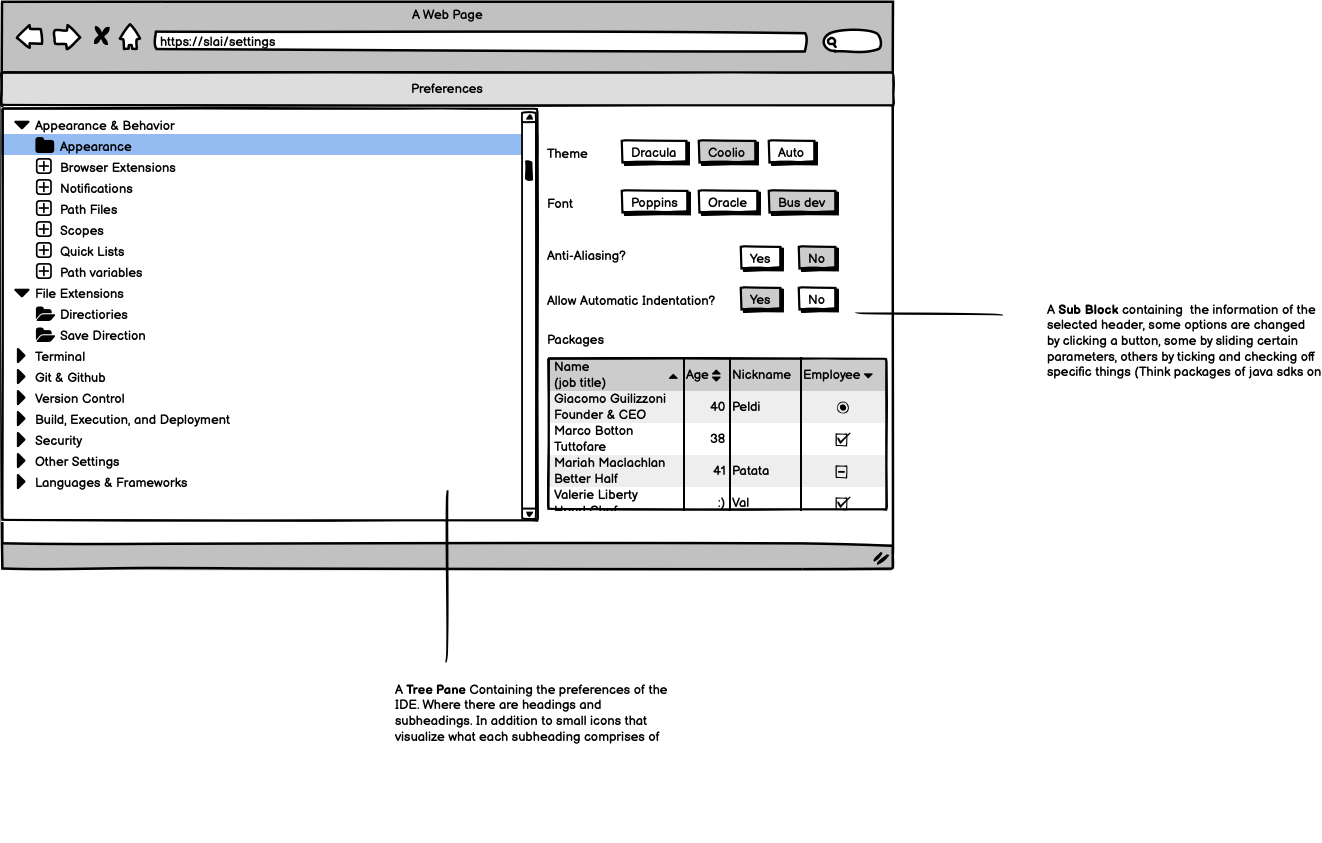 A Web Page
https://slai/settings
Preferences
Appearance & Behavior
Appearance
Browser Extensions
Notifications
Path Files
Scopes
Quick Lists
Path variables
File Extensions
Directiories
Save Direction
Terminal
Git & Github
Version Control
Build, Execution, and Deployment
Security
Other Settings
Languages & Frameworks
Theme Dracula Coolio Auto
Font Poppins Oracle Bus dev
Anti-Aliasing? Yes No
Allow Automatic Indentation? Yes No
Packages
Name
(job title) Age Nickname Employee
Giacomo Guilizzoni
Founder & CEO 40 Peldi
Marco Botton
Tuttofare 38
Mariah Maclachlan
Better Half 41 Patata
Valerie Liberty
:) Val
A Sub Block containing the information of the
selected header, some options are changed
by clicking a button, some by sliding certain
parameters, others by ticking and checking off
specific things (Think packages of java sdks on
A Tree Pane Containing the preferences of the
IDE. Where there are headings and
subheadings. In addition to small icons that
visualize what each subheading comprises of